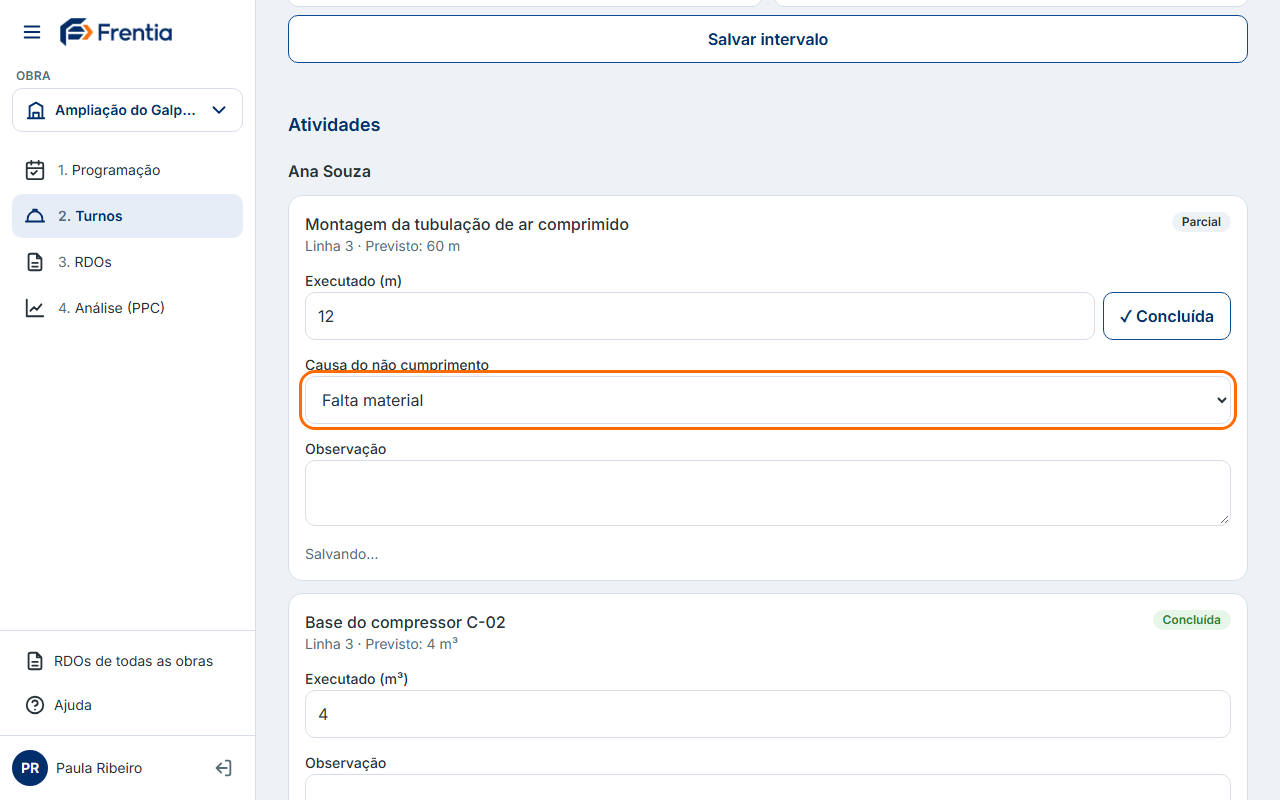 Frentia
OBRA
Ampliação do Galp...
1. Programação
2. Turnos
3. RDOs
4. Análise (PPC)
RDOs de todas as obras
Ajuda
PR
Paula Ribeiro
Salvar intervalo
Atividades
Ana Souza
Montagem da tubulação de ar comprimido
Parcial
Linha 3 · Previsto: 60 m
Executado (m)
12
✓ Concluída
Causa do não cumprimento
Falta material
Observação
Salvando...
Base do compressor C-02
Concluída
Linha 3 · Previsto: 4 m³
Executado (m³)
4
Observação